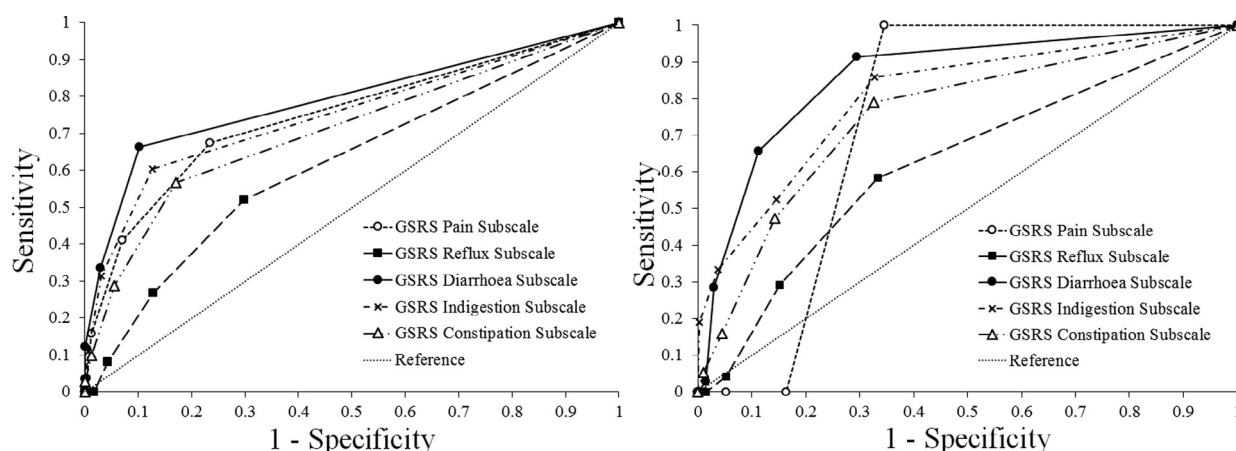 1
0.9
0.8
0.7
0.6
0.5
0.4
0.3
0.2
0.1
0
Sensitivity
GSRS Pain Subscale
GSRS Reflux Subscale
GSRS Diarrhoea Subscale
GSRS Indigestion Subscale
GSRS Constipation Subscale
Reference
0 0.1 0.2 0.3 0.4 0.5 0.6 0.7 0.8 0.9 1
1 - Specificity
1
0.9
0.8
0.7
0.6
0.5
0.4
0.3
0.2
0.1
0
Sensitivity
GSRS Pain Subscale
GSRS Reflux Subscale
GSRS Diarrhoea Subscale
GSRS Indigestion Subscale
GSRS Constipation Subscale
Reference
0 0.1 0.2 0.3 0.4 0.5 0.6 0.7 0.8 0.9 1
1 - Specificity